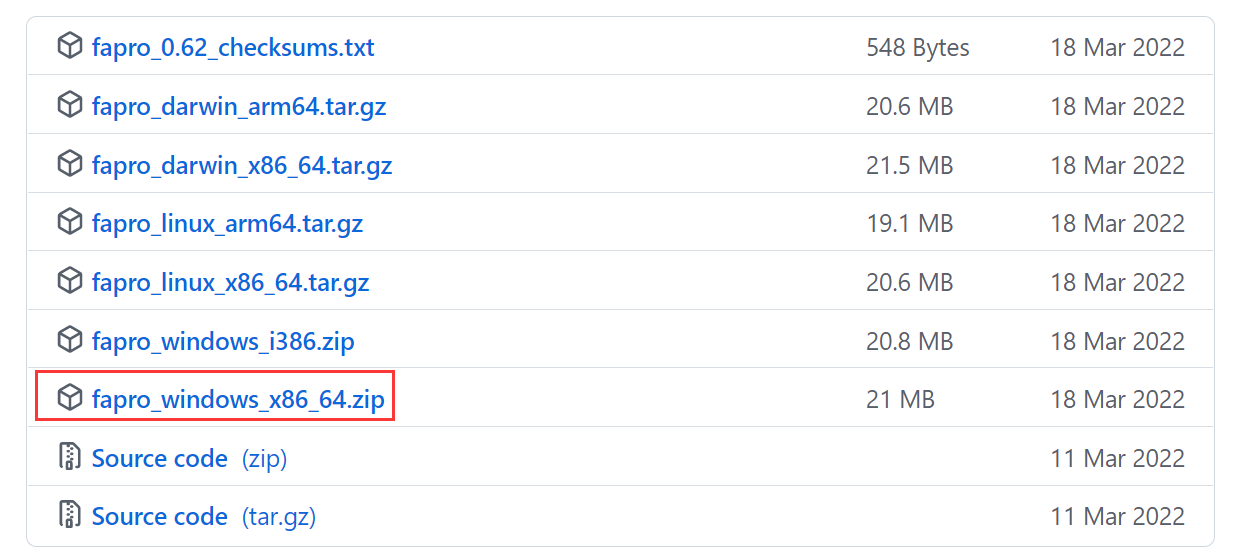 fapro_0.62_checksums.txt 548 Bytes 18 Mar 2022
fapro_darwin_arm64.tar.gz 20.6 MB 18 Mar 2022
fapro_darwin_x86_64.tar.gz 21.5 MB 18 Mar 2022
fapro_linux_arm64.tar.gz 19.1 MB 18 Mar 2022
fapro_linux_x86_64.tar.gz 20.6 MB 18 Mar 2022
fapro_windows_i386.zip 20.8 MB 18 Mar 2022
fapro_windows_x86_64.zip 21 MB 18 Mar 2022
Source code (zip) 11 Mar 2022
Source code (tar.gz) 11 Mar 2022